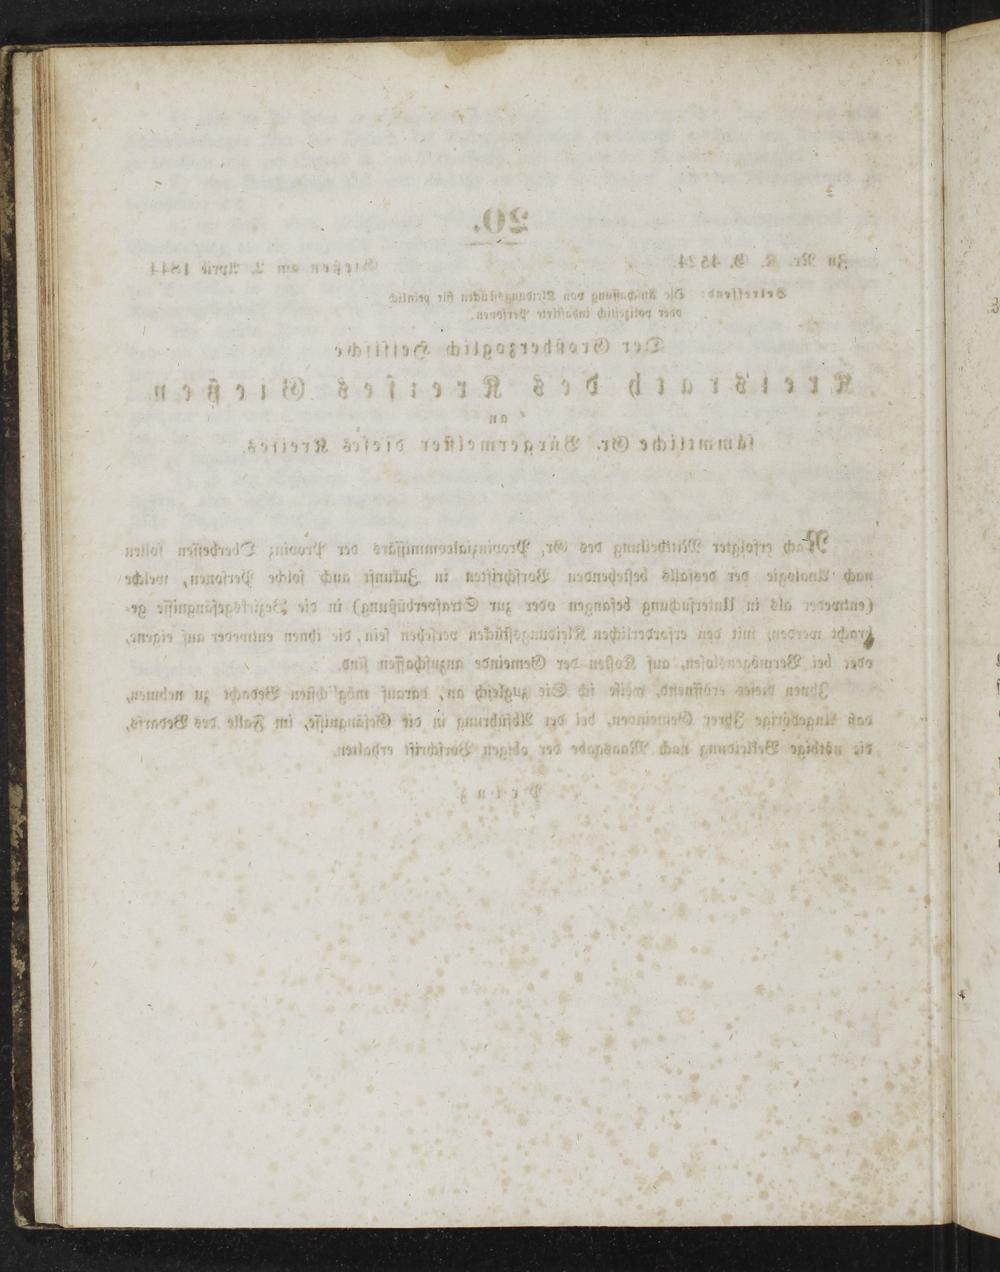 20.
Zu Nr. K. G. 4524. Gießen am 2. April 1844
Betreffend: Die Anschaffung von Kleidungsstücken für peinlich
oder polizeilich inhaftirte Personen.
Der Großherzoglich Hessische
Kreisrath des Kreises Gießen
an
sämmtliche Gr. Bürgermeister dieses Kreises.
Nach erfolgter Mittheilung des Gr. Provinzialcommissärs der Provinz Oberhessen sollen
nach Analogie der desfalls bestehenden Vorschriften in Zukunft auch solche Personen, welche
(entweder als in Untersuchung befangen oder zur Strafverbüßung) in die Bezirksgefängnisse ge-
bracht werden, mit den erforderlichen Kleidungsstücken versehen sein, die ihnen entweder auf eigene,
oder bei Vermögenslosen, auf Kosten der Gemeinde anzuschaffen sind.
Ihnen dieses eröffnend, weise ich Sie zugleich an, darauf möglichsten Bedacht zu nehmen,
daß Angehörige Ihrer Gemeinden, bei der Abführung in die Gefängnisse, im Falle des Bedarfs,
die nöthige Bekleidung nach Maasgabe der obigen Vorschrift erhalten.
Prinz